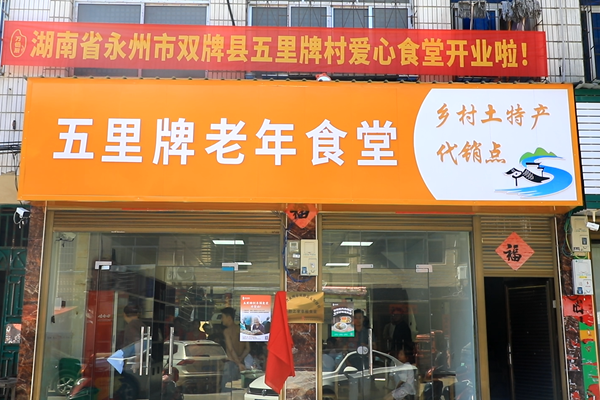 湖南省永州市双牌县五里牌村爱心食堂开业啦！
五里牌老年食堂
乡村土特产
代销点
福
福